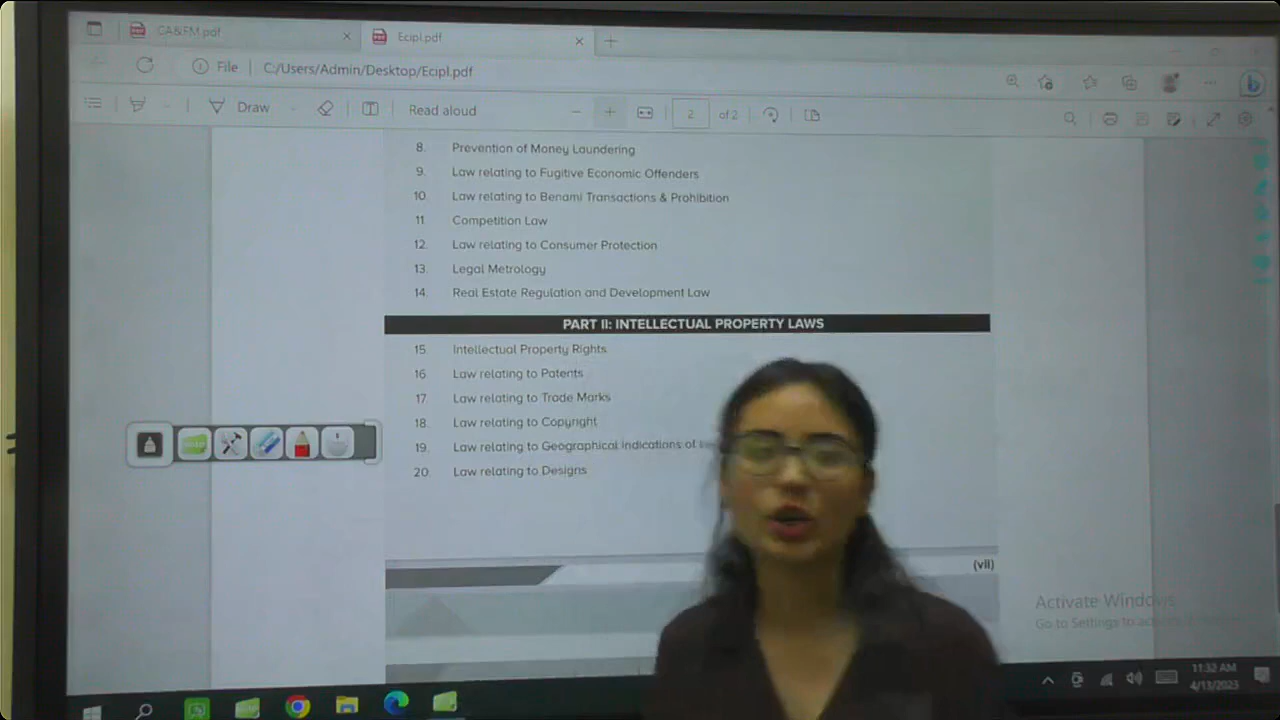 CA&FM.pdf
Ecipl.pdf
File C:/Users/Admin/Desktop/Ecipl.pdf
Draw
Read aloud
2 of 2
8. Prevention of Money Laundering
9. Law relating to Fugitive Economic Offenders
10. Law relating to Benami Transactions & Prohibition
11 Competition Law
12. Law relating to Consumer Protection
13. Legal Metrology
14. Real Estate Regulation and Development Law
PART II: INTELLECTUAL PROPERTY LAWS
15. Intellectual Property Rights
16. Law relating to Patents
17. Law relating to Trade Marks
18. Law relating to Copyright
19. Law relating to Geographical Indications of
20. Law relating to Designs
(vii)
Activate Windows
Go to Settings to
11:32 AM
4/13/2023